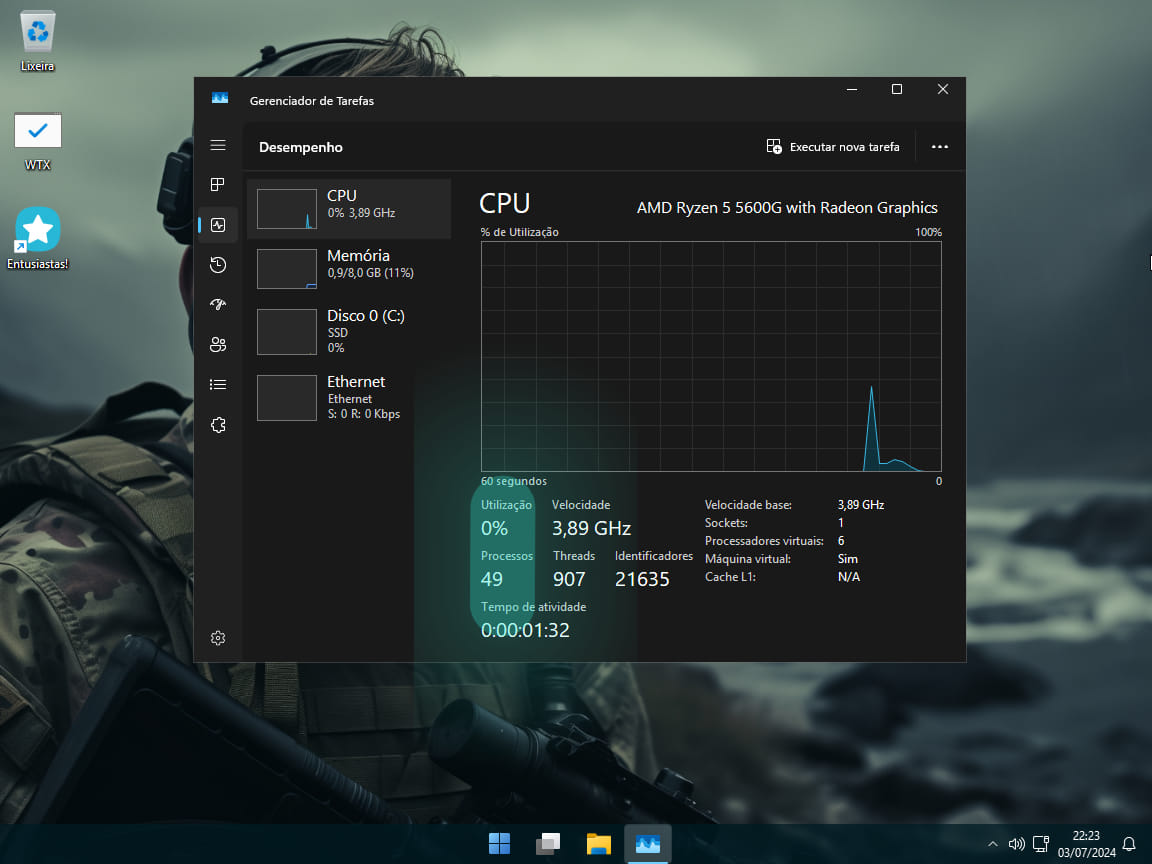 Lixeira
WTX
Entusiastas!
Gerenciador de Tarefas
Desempenho
Executar nova tarefa
CPU
0% 3,89 GHz
Memória
0,9/8,0 GB (11%)
Disco 0 (C:)
SSD
0%
Ethernet
Ethernet
S: 0 R: 0 Kbps
CPU
AMD Ryzen 5 5600G with Radeon Graphics
% de Utilização
100%
60 segundos
0
Utilização
Velocidade
0%
3,89 GHz
Processos
Threads
Identificadores
49
907
21635
Tempo de atividade
0:00:01:32
Velocidade base:
3,89 GHz
Sockets:
1
Processadores virtuais:
6
Máquina virtual:
Sim
Cache L1:
N/A
22:23
03/07/2024